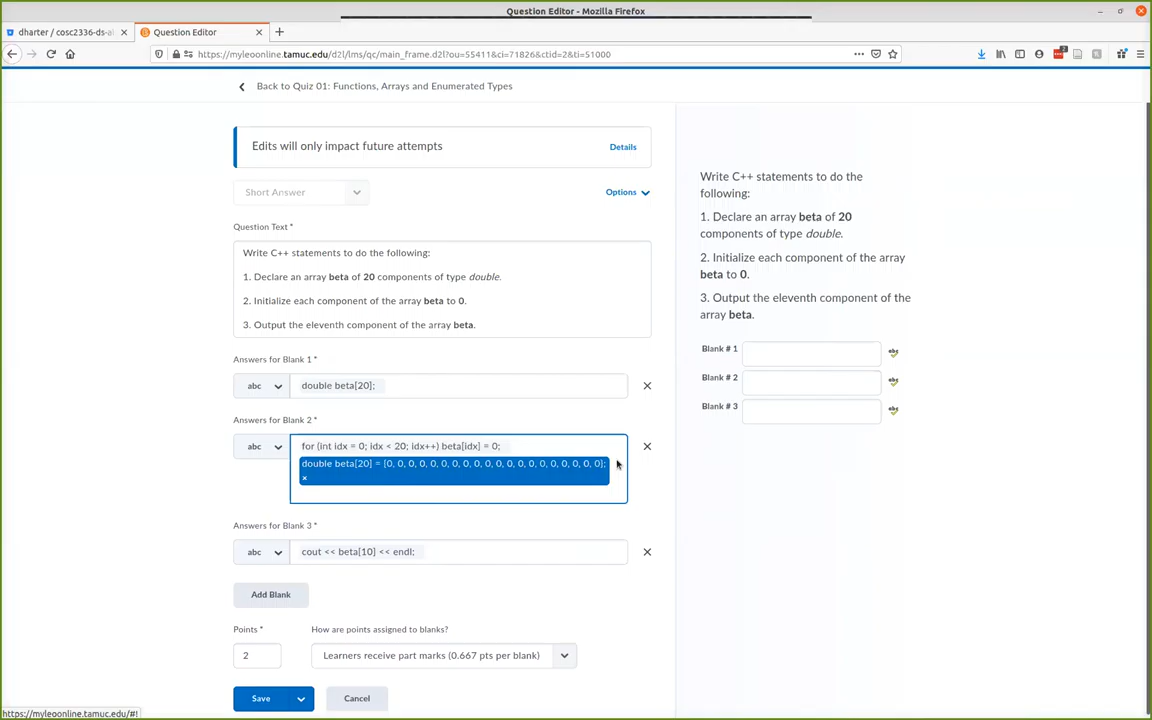 Question Editor - Mozilla Firefox
dharter / cosc2336-ds-al
Question Editor
https://myleoonline.tamuc.edu/d2l/lms/qc/main_frame.d2l?ou=55411&ci=71826&ctid=2&ti=51000
Back to Quiz 01: Functions, Arrays and Enumerated Types
Edits will only impact future attempts
Details
Short Answer
Options
Question Text *
Write C++ statements to do the following:
1. Declare an array beta of 20 components of type double.
2. Initialize each component of the array beta to 0.
3. Output the eleventh component of the array beta.
Answers for Blank 1 *
abc
double beta[20];
Answers for Blank 2 *
abc
for (int idx = 0; idx < 20; idx++) beta[idx] = 0;
double beta[20] = [0, 0, 0, 0, 0, 0, 0, 0, 0, 0, 0, 0, 0, 0, 0, 0, 0, 0, 0, 0];
Answers for Blank 3 *
abc
cout << beta[10] << endl;
Add Blank
Points *
How are points assigned to blanks?
2
Learners receive part marks (0.667 pts per blank)
Save
Cancel
Write C++ statements to do the
following:
1. Declare an array beta of 20
components of type double.
2. Initialize each component of the array
beta to 0.
3. Output the eleventh component of the
array beta.
Blank # 1
Blank # 2
Blank # 3
https://myleoonline.tamuc.edu/#!